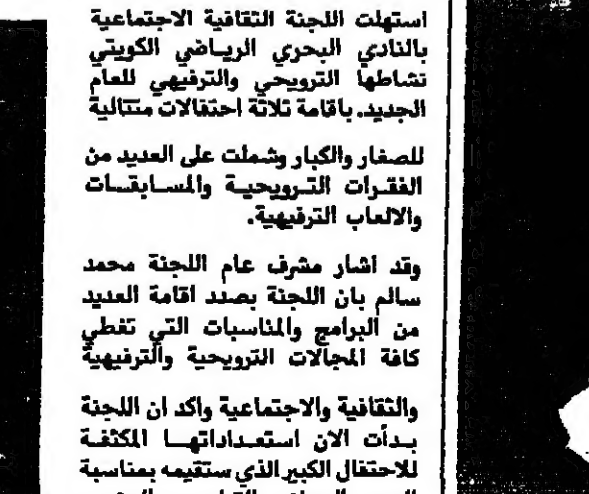 استهلت اللجنة الثقافية الاجتماعية
بالنادي البحري الرياضي الكويتي
نشاطها الترويحي والترفيهي للعام
الجديد. باقامة ثلاثة احتفالات متتالية
للصغار والكبار وشملت على العديد من
الفقرات الترويحية والمسابقات
والالعاب الترفيهية.
وقد اشار مشرف عام اللجنة محمد
سالم بان اللجنة بصدد اقامة العديد
من البرامج والمناسبات التي تغطي
كافة المجالات الترويحية والترفيهية
والثقافية والاجتماعية واكد ان اللجنة
بدأت الان استعداداتها المكثفة
للاحتفال الكبير الذي ستقيمه بمناسبة